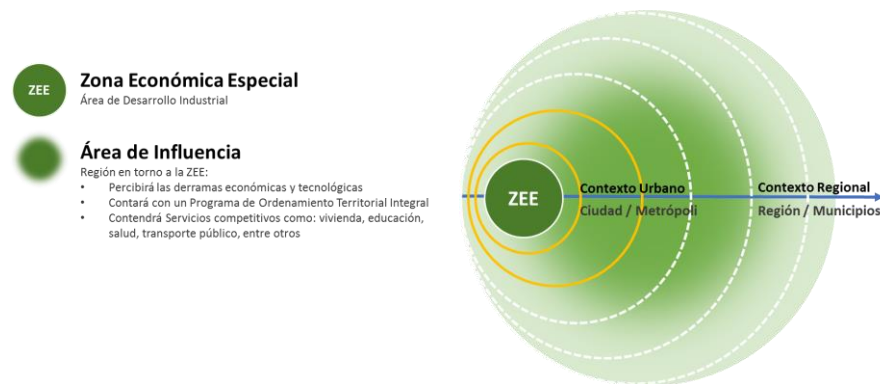 ZEE
Zona Económica Especial
Área de Desarrollo Industrial
Área de Influencia
Región en torno a la ZEE:
• Percibirá las derramas económicas y tecnológicas
• Contará con un Programa de Ordenamiento Territorial Integral
• Contendrá Servicios competitivos como: vivienda, educación,
salud, transporte público, entre otros
ZEE
Contexto Urbano
Ciudad / Metrópoli
Contexto Regional
Región / Municipios